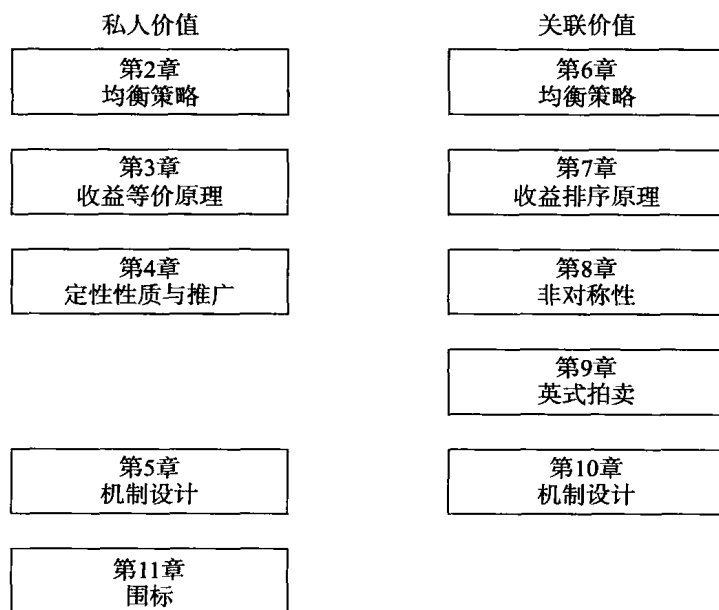 私人价值
关联价值
第2章
均衡策略
第6章
均衡策略
第3章
收益等价原理
第7章
收益排序原理
第4章
定性性质与推广
第8章
非对称性
第9章
英式拍卖
第5章
机制设计
第10章
机制设计
第11章
围标